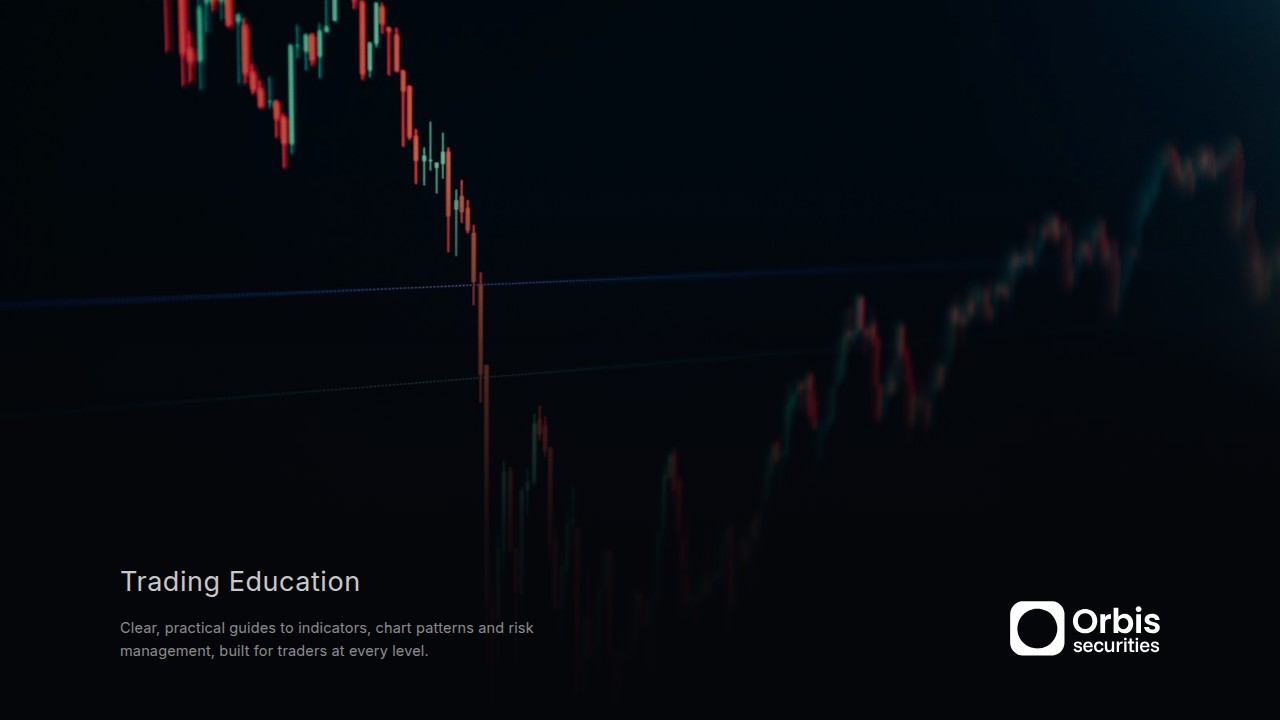 Trading Education
Clear, practical guides to indicators, chart patterns and risk
management, built for traders at every level.
Orbis
securities